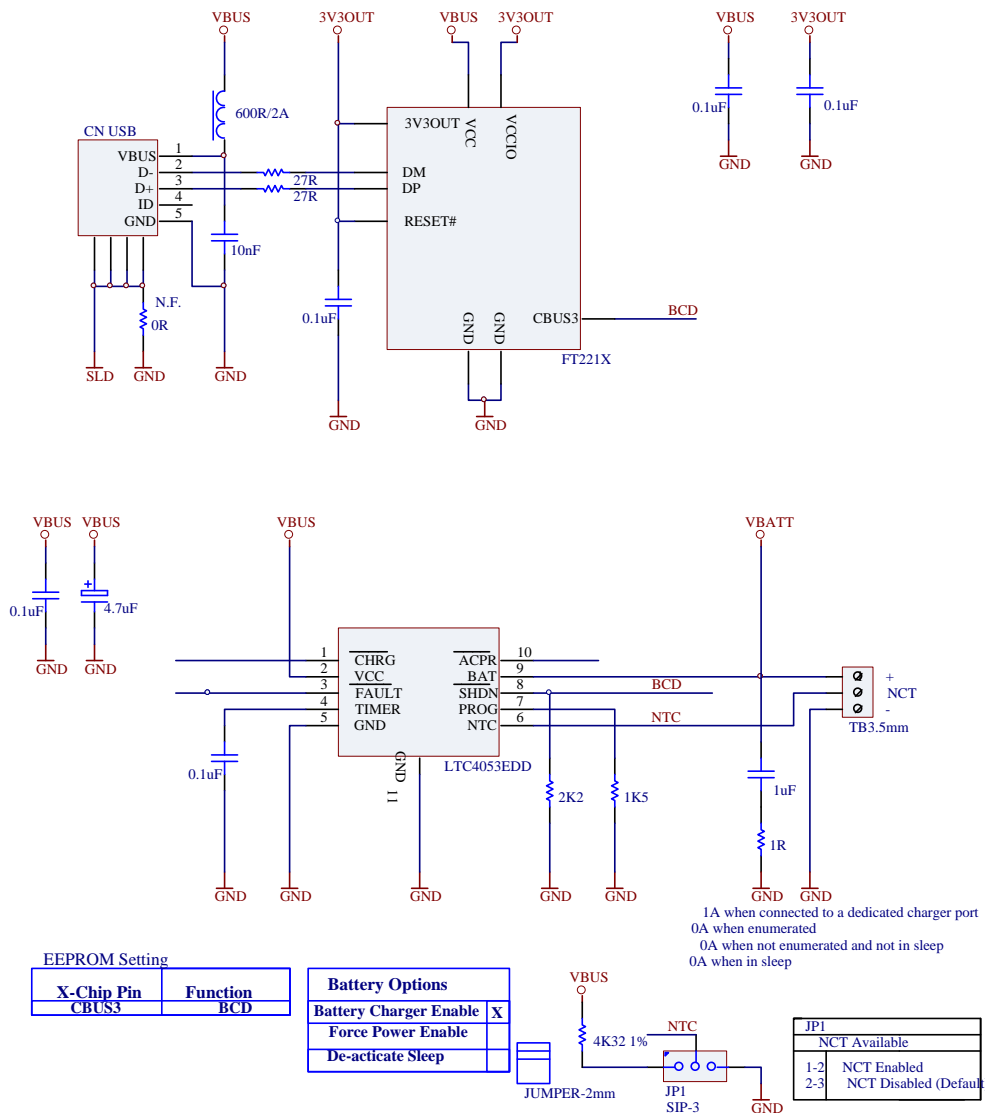 VBUS
3V3OUT
VBUS
3V3OUT
VBUS
3V3OUT
600R/2A
0.1uF
0.1uF
GND
GND
CN USB
VBUS 1
D- 2
D+ 3
ID 4
GND 5
27R
27R
10nF
N.F.
0R
SLD
GND
GND
0.1uF
GND
3V3OUT
VCC
VCCIO
DM
DP
RESET#
CBUS3
BCD
GND
GND
FT221X
GND
VBUS
VBUS
0.1uF
4.7uF
GND
GND
VBUS
VBATT
1 CHRG
2 VCC
3 FAULT
4 TIMER
5 GND
ACPR 10
BAT 9
SHDN 8
PROG 7
NTC 6
GND 11
LTC4053EDD
BCD
NTC
+
NCT
-
TB3.5mm
0.1uF
2K2
1K5
1uF
1R
GND
GND
GND
GND
GND
GND
GND
1A when connected to a dedicated charger port
0A when enumerated
0A when not enumerated and not in sleep
0A when in sleep
EEPROM Setting
X-Chip Pin Function
CBUS3 BCD
Battery Options
Battery Charger Enable X
Force Power Enable
De-acticate Sleep
JUMPER-2mm
VBUS
4K32 1%
NTC
JP1
SIP-3
GND
JP1
NCT Available
1-2 NCT Enabled
2-3 NCT Disabled (Default